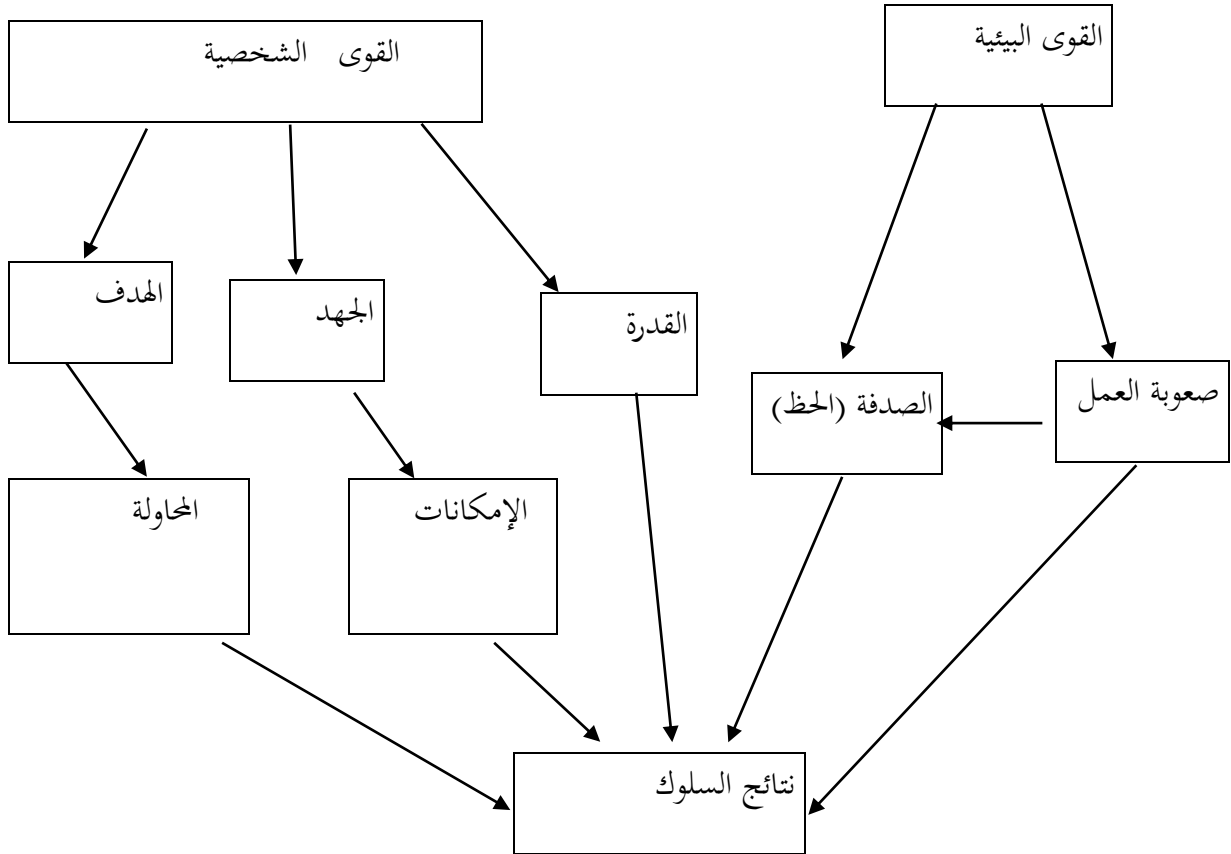 القوى البيئية
القوى الشخصية
الهدف
الجهد
القدرة
الصدفة (الحظ)
صعوبة العمل
المحاولة
الإمكانات
نتائج السلوك